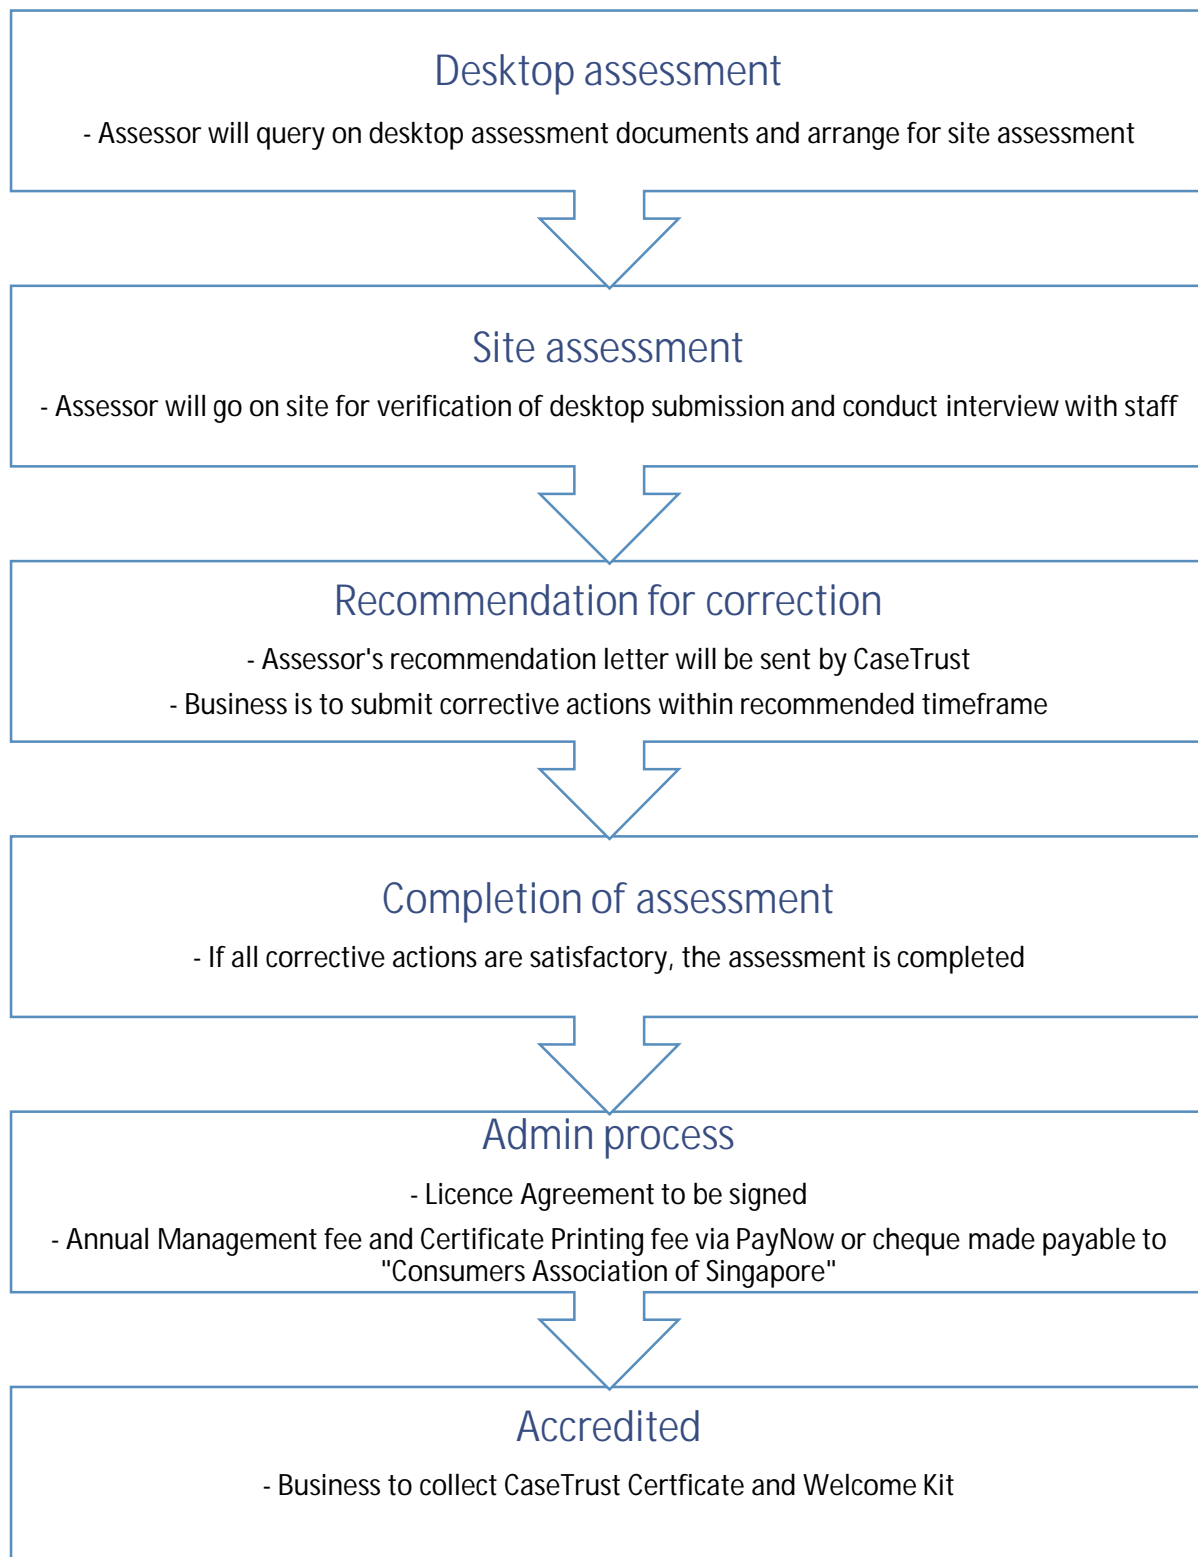 Desktop assessment
- Assessor will query on desktop assessment documents and arrange for site assessment
Site assessment
- Assessor will go on site for verification of desktop submission and conduct interview with staff
Recommendation for correction
- Assessor's recommendation letter will be sent by CaseTrust
- Business is to submit corrective actions within recommended timeframe
Completion of assessment
- If all corrective actions are satisfactory, the assessment is completed
Admin process
- Licence Agreement to be signed
- Annual Management fee and Certificate Printing fee via PayNow or cheque made payable to
"Consumers Association of Singapore"
Accredited
- Business to collect CaseTrust Certficate and Welcome Kit